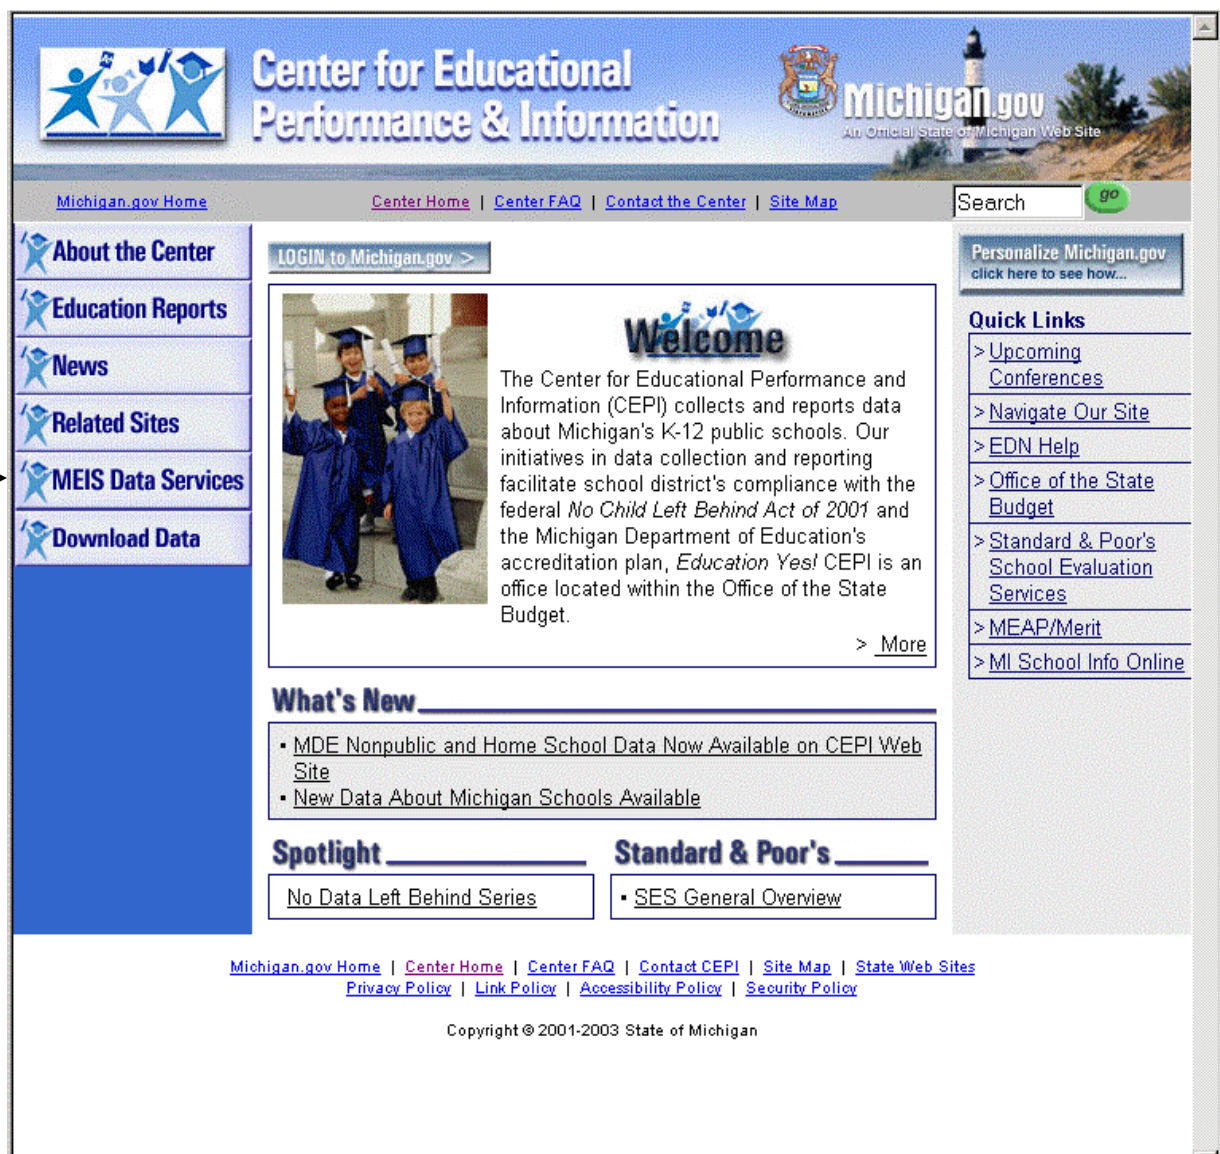 Center for Educational
Performance & Information
Michigan.gov
An Official State of Michigan Web Site
Michigan.gov Home
Center Home | Center FAQ | Contact the Center | Site Map
Search
go
About the Center
Education Reports
News
Related Sites
MEIS Data Services
Download Data
LOGIN to Michigan.gov >
Welcome
The Center for Educational Performance and
Information (CEPI) collects and reports data
about Michigan's K-12 public schools. Our
initiatives in data collection and reporting
facilitate school district's compliance with the
federal No Child Left Behind Act of 2001 and
the Michigan Department of Education's
accreditation plan, Education Yes! CEPI is an
office located within the Office of the State
Budget.
> More
What's New
▪ MDE Nonpublic and Home School Data Now Available on CEPI Web
Site
▪ New Data About Michigan Schools Available
Spotlight
No Data Left Behind Series
Standard & Poor's
▪ SES General Overview
Personalize Michigan.gov
click here to see how...
Quick Links
> Upcoming
Conferences
> Navigate Our Site
> EDN Help
> Office of the State
Budget
> Standard & Poor's
School Evaluation
Services
> MEAP/Merit
> MI School Info Online
Michigan.gov Home | Center Home | Center FAQ | Contact CEPI | Site Map | State Web Sites
Privacy Policy | Link Policy | Accessibility Policy | Security Policy
Copyright © 2001-2003 State of Michigan